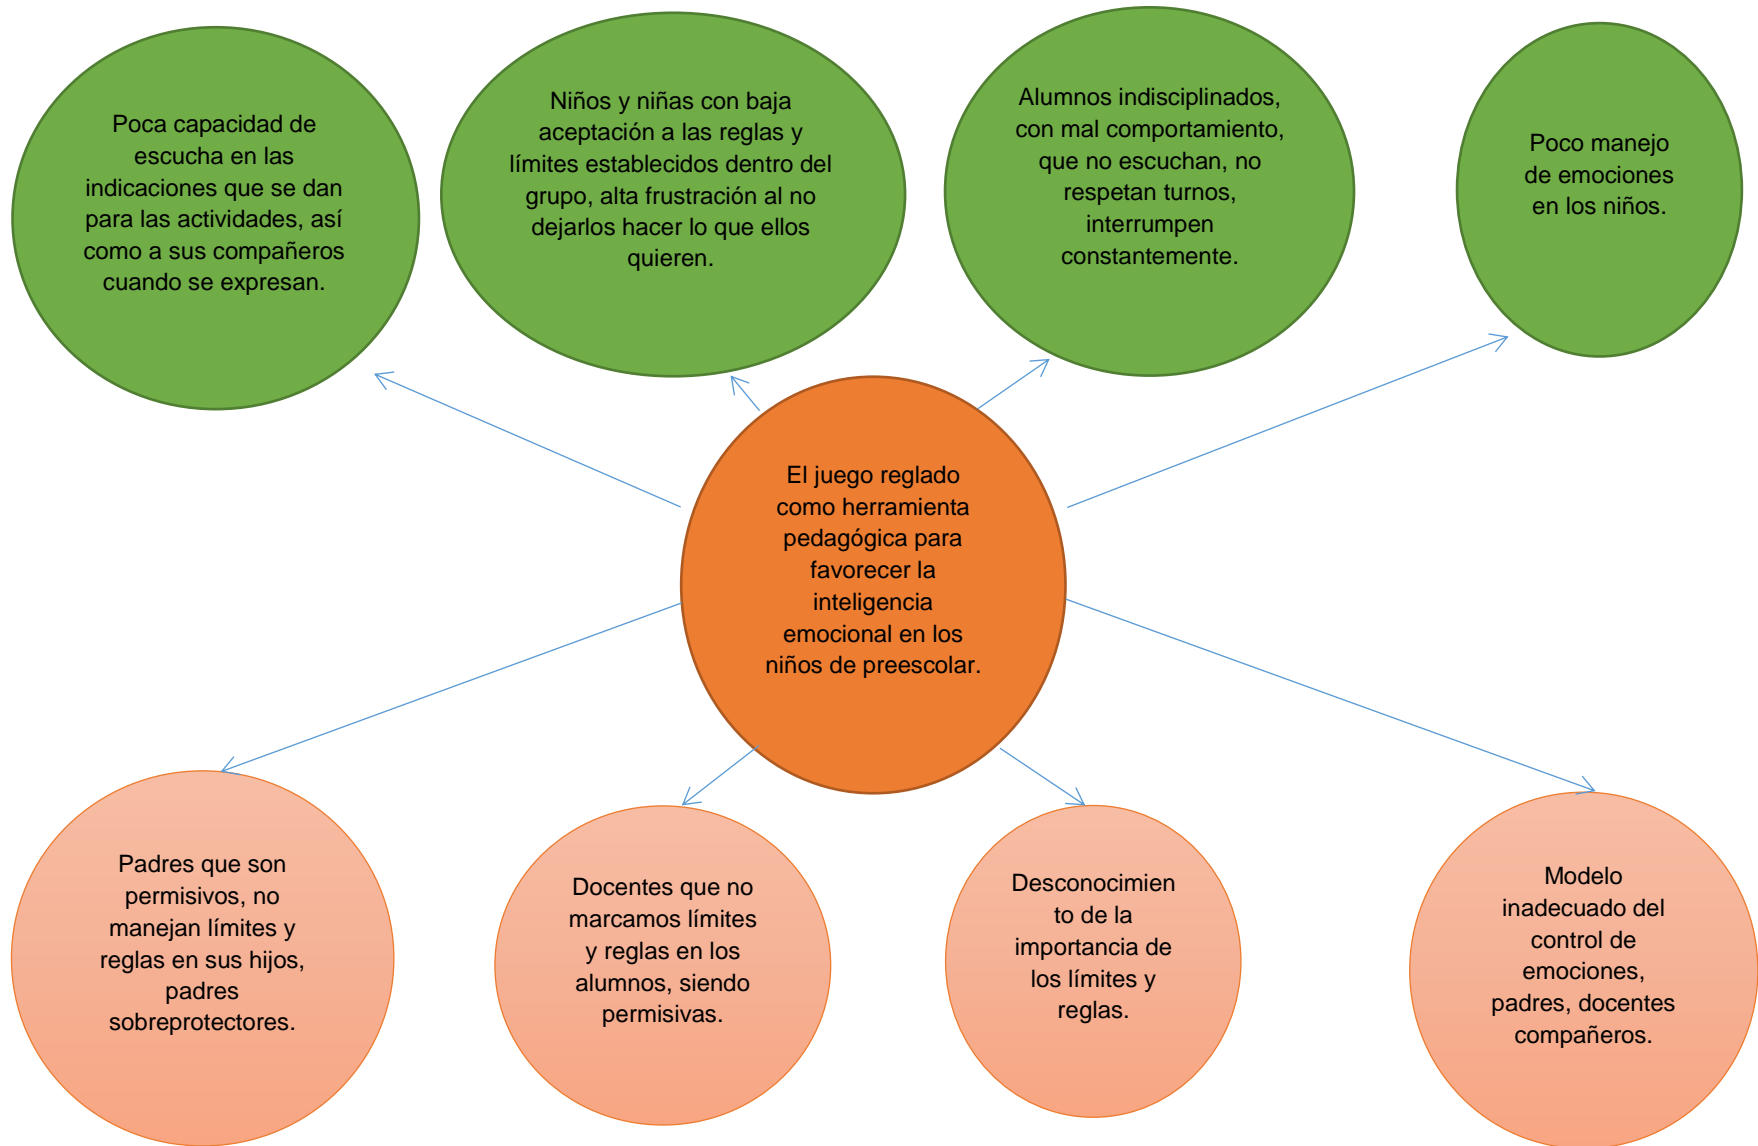 Poca capacidad de
escucha en las
indicaciones que se dan
para las actividades, así
como a sus compañeros
cuando se expresan.
Niños y niñas con baja
aceptación a las reglas y
límites establecidos dentro del
grupo, alta frustración al no
dejarlos hacer lo que ellos
quieren.
Alumnos indisciplinados,
con mal comportamiento,
que no escuchan, no
respetan turnos,
interrumpen
constantemente.
Poco manejo
de emociones
en los niños.
El juego reglado
como herramienta
pedagógica para
favorecer la
inteligencia
emocional en los
niños de preescolar.
Padres que son
permisivos, no
manejan límites y
reglas en sus hijos,
padres
sobreprotectores.
Docentes que no
marcamos límites
y reglas en los
alumnos, siendo
permisivas.
Desconocimien
to de la
importancia de
los límites y
reglas.
Modelo
inadecuado del
control de
emociones,
padres, docentes
compañeros.